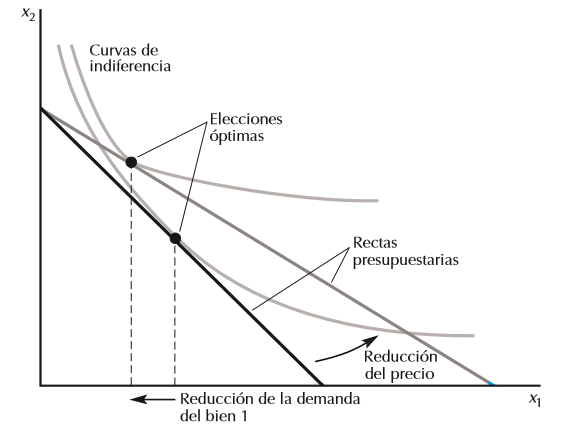 x2
Curvas de
indiferencia
Elecciones
óptimas
Rectas
presupuestarias
Reducción
del precio
Reducción de la demanda
del bien 1
x1